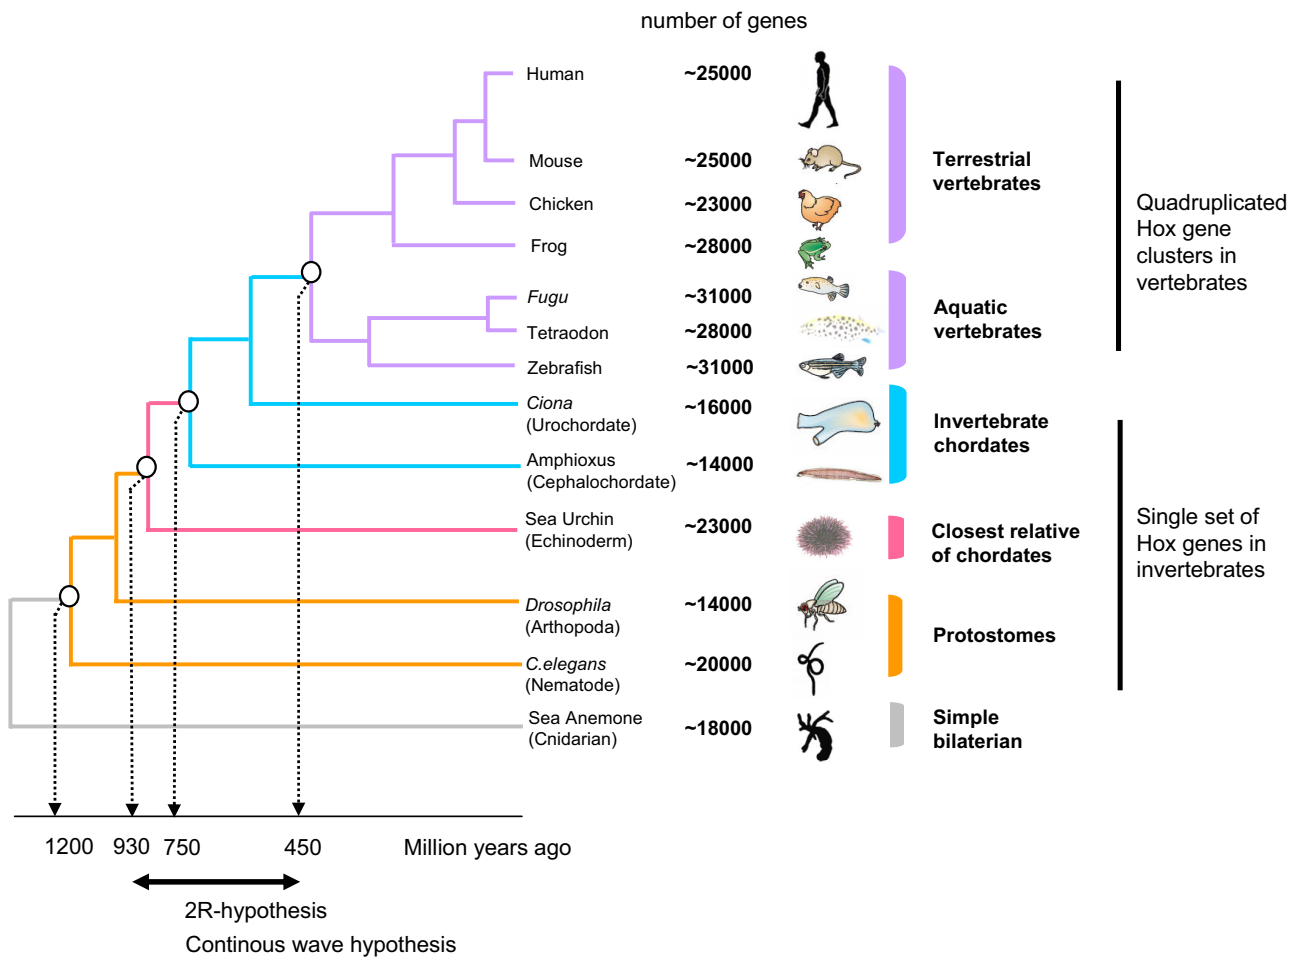 number of genes
Human ~25000
Mouse ~25000
Chicken ~23000
Frog ~28000
Fugu ~31000
Tetraodon ~28000
Zebrafish ~31000
Ciona ~16000
(Urochordate)
Amphioxus ~14000
(Cephalochordate)
Sea Urchin ~23000
(Echinoderm)
Drosophila ~14000
(Arthopoda)
C.elegans ~20000
(Nematode)
Sea Anemone ~18000
(Cnidarian)
Terrestrial
vertebrates
Aquatic
vertebrates
Invertebrate
chordates
Closest relative
of chordates
Protostomes
Simple
bilaterian
Quadruplicated
Hox gene
clusters in
vertebrates
Single set of
Hox genes in
invertebrates
1200 930 750 450 Million years ago
2R-hypothesis
Continous wave hypothesis